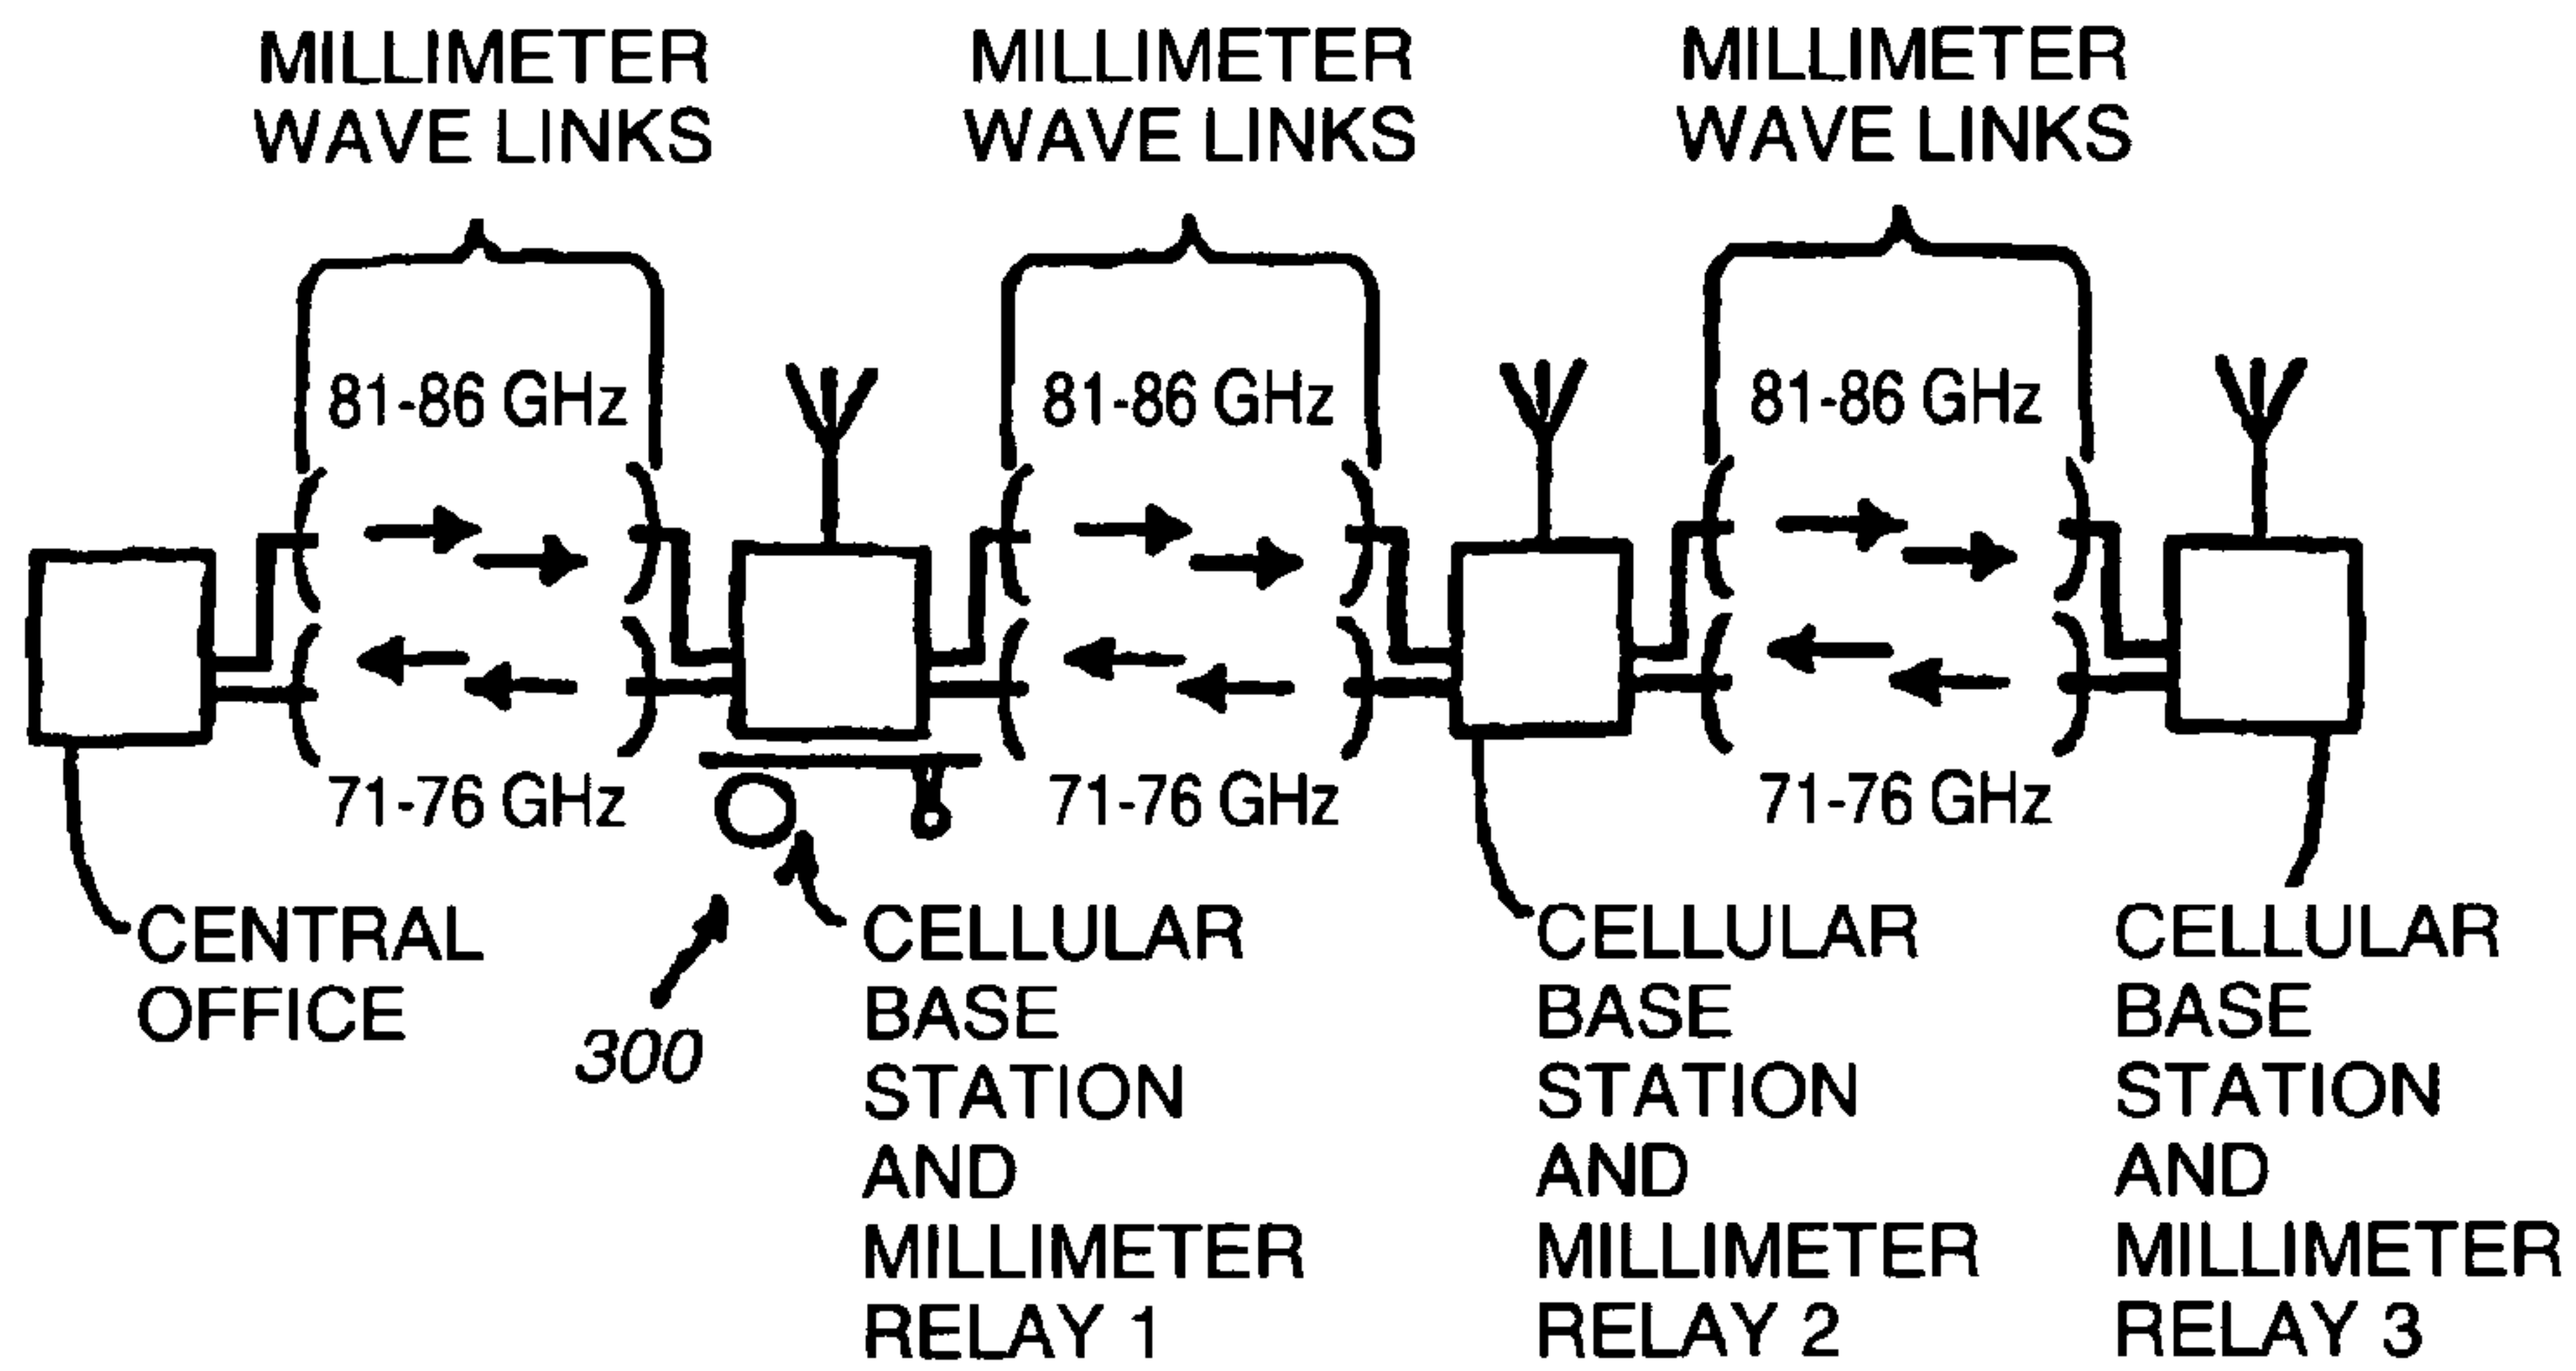 MILLIMETER
WAVE LINKS
MILLIMETER
WAVE LINKS
MILLIMETER
WAVE LINKS
81-86 GHz
81-86 GHz
81-86 GHz
71-76 GHz
71-76 GHz
71-76 GHz
CENTRAL
OFFICE
300
CELLULAR
BASE
STATION
AND
MILLIMETER
RELAY 1
CELLULAR
BASE
STATION
AND
MILLIMETER
RELAY 2
CELLULAR
BASE
STATION
AND
MILLIMETER
RELAY 3